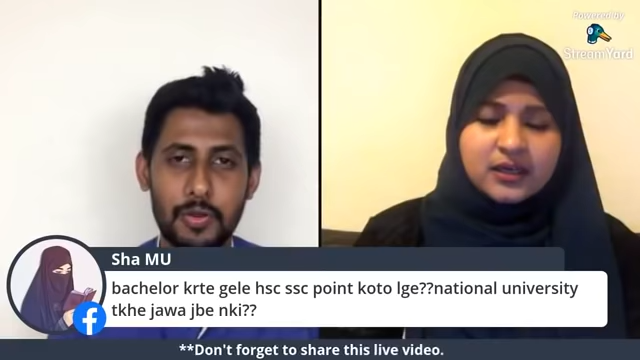 Powered by
StreamYard
Sha MU
bachelor krte gele hsc ssc point koto lge??national university
tkhe jawa jbe nki??
**Don't forget to share this live video.